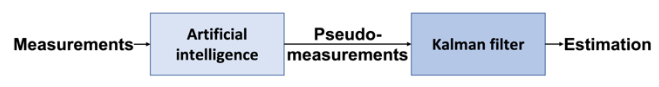 Measurements
Artificial
intelligence
Pseudo-
measurements
Kalman filter
Estimation